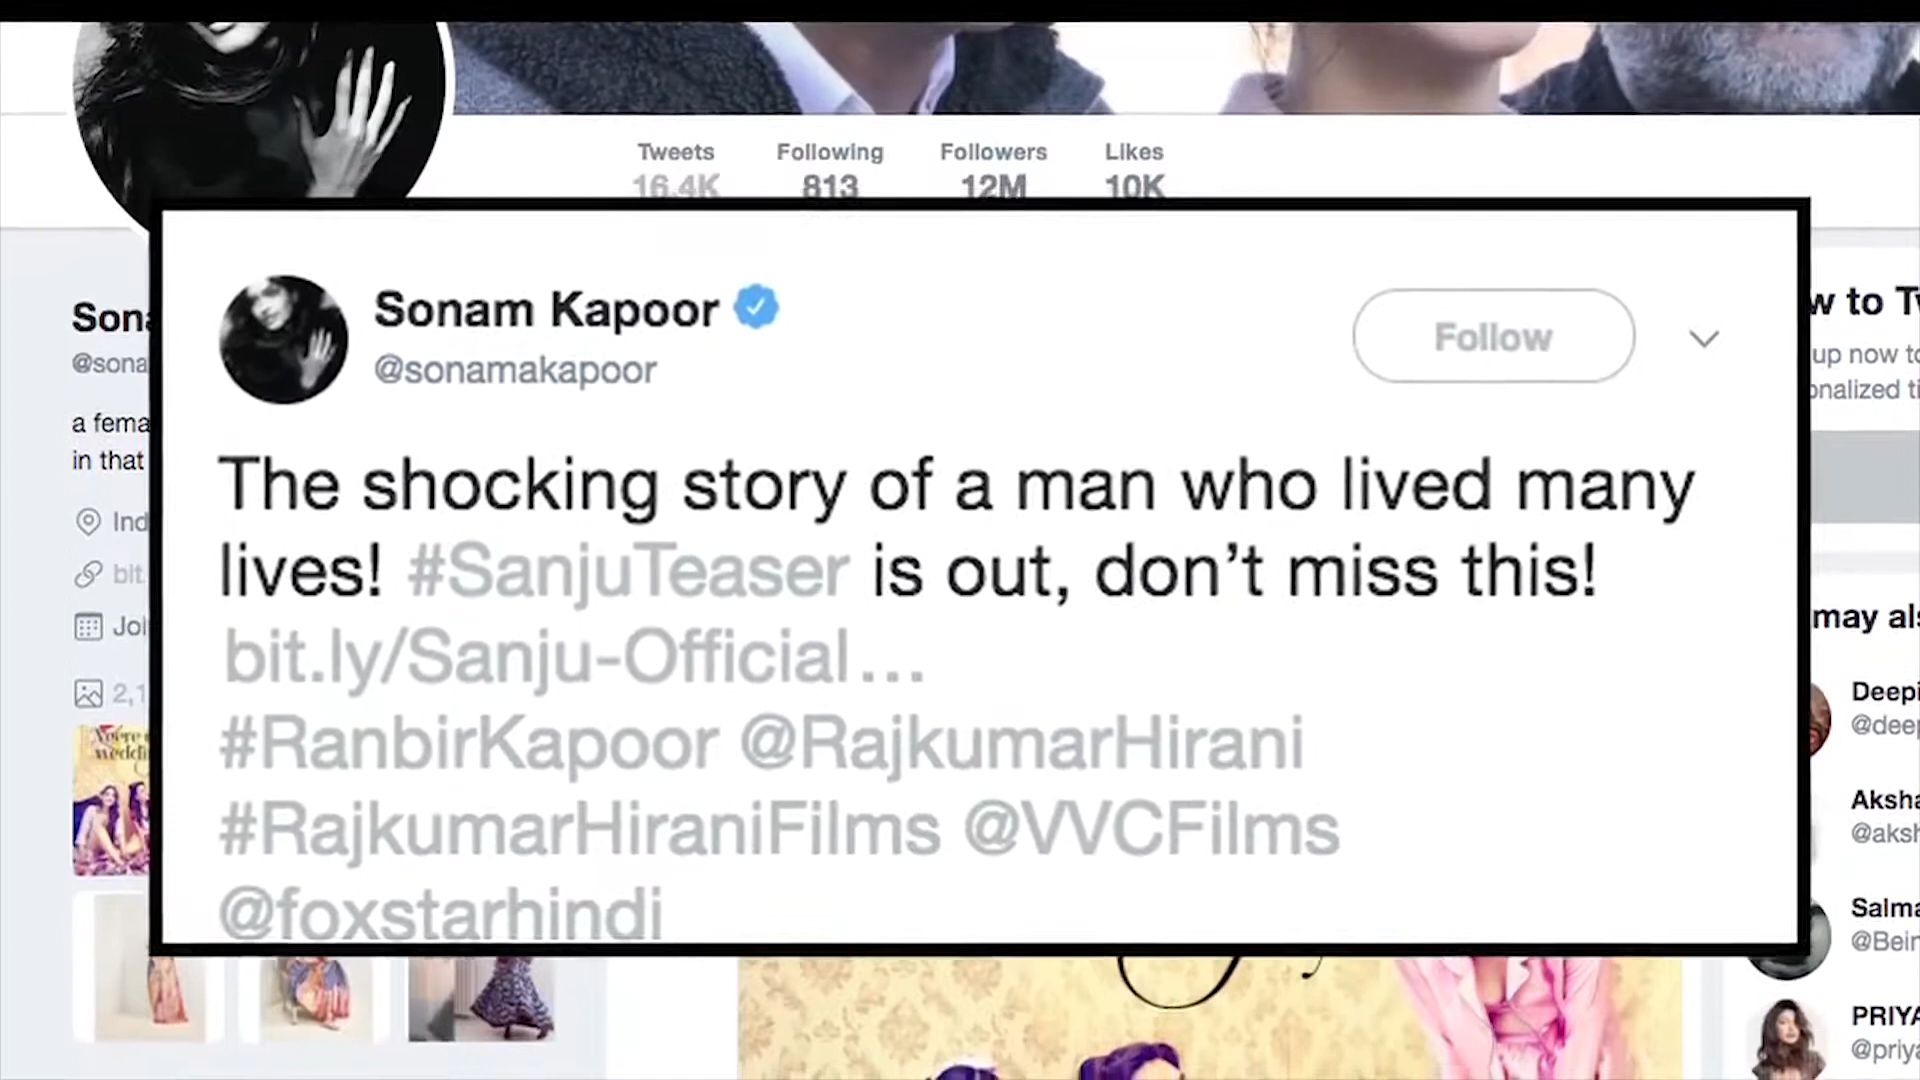 Tweets Following Followers Likes
16.4K 813 12M 10K
Sonam Kapoor
@sonamakapoor
Follow
The shocking story of a man who lived many
lives! #SanjuTeaser is out, don’t miss this!
bit.ly/Sanju-Official...
#RanbirKapoor @RajkumarHirani
#RajkumarHiraniFilms @VVCFilms
@foxstarhindi
Sona
@sona
a fema
in that
Ind
bit
Joi
2,1
w to Tw
up now to
onalized ti
may als
Deepi
@deep
Aksha
@aksh
Salma
@Bein
PRIYA
@priya